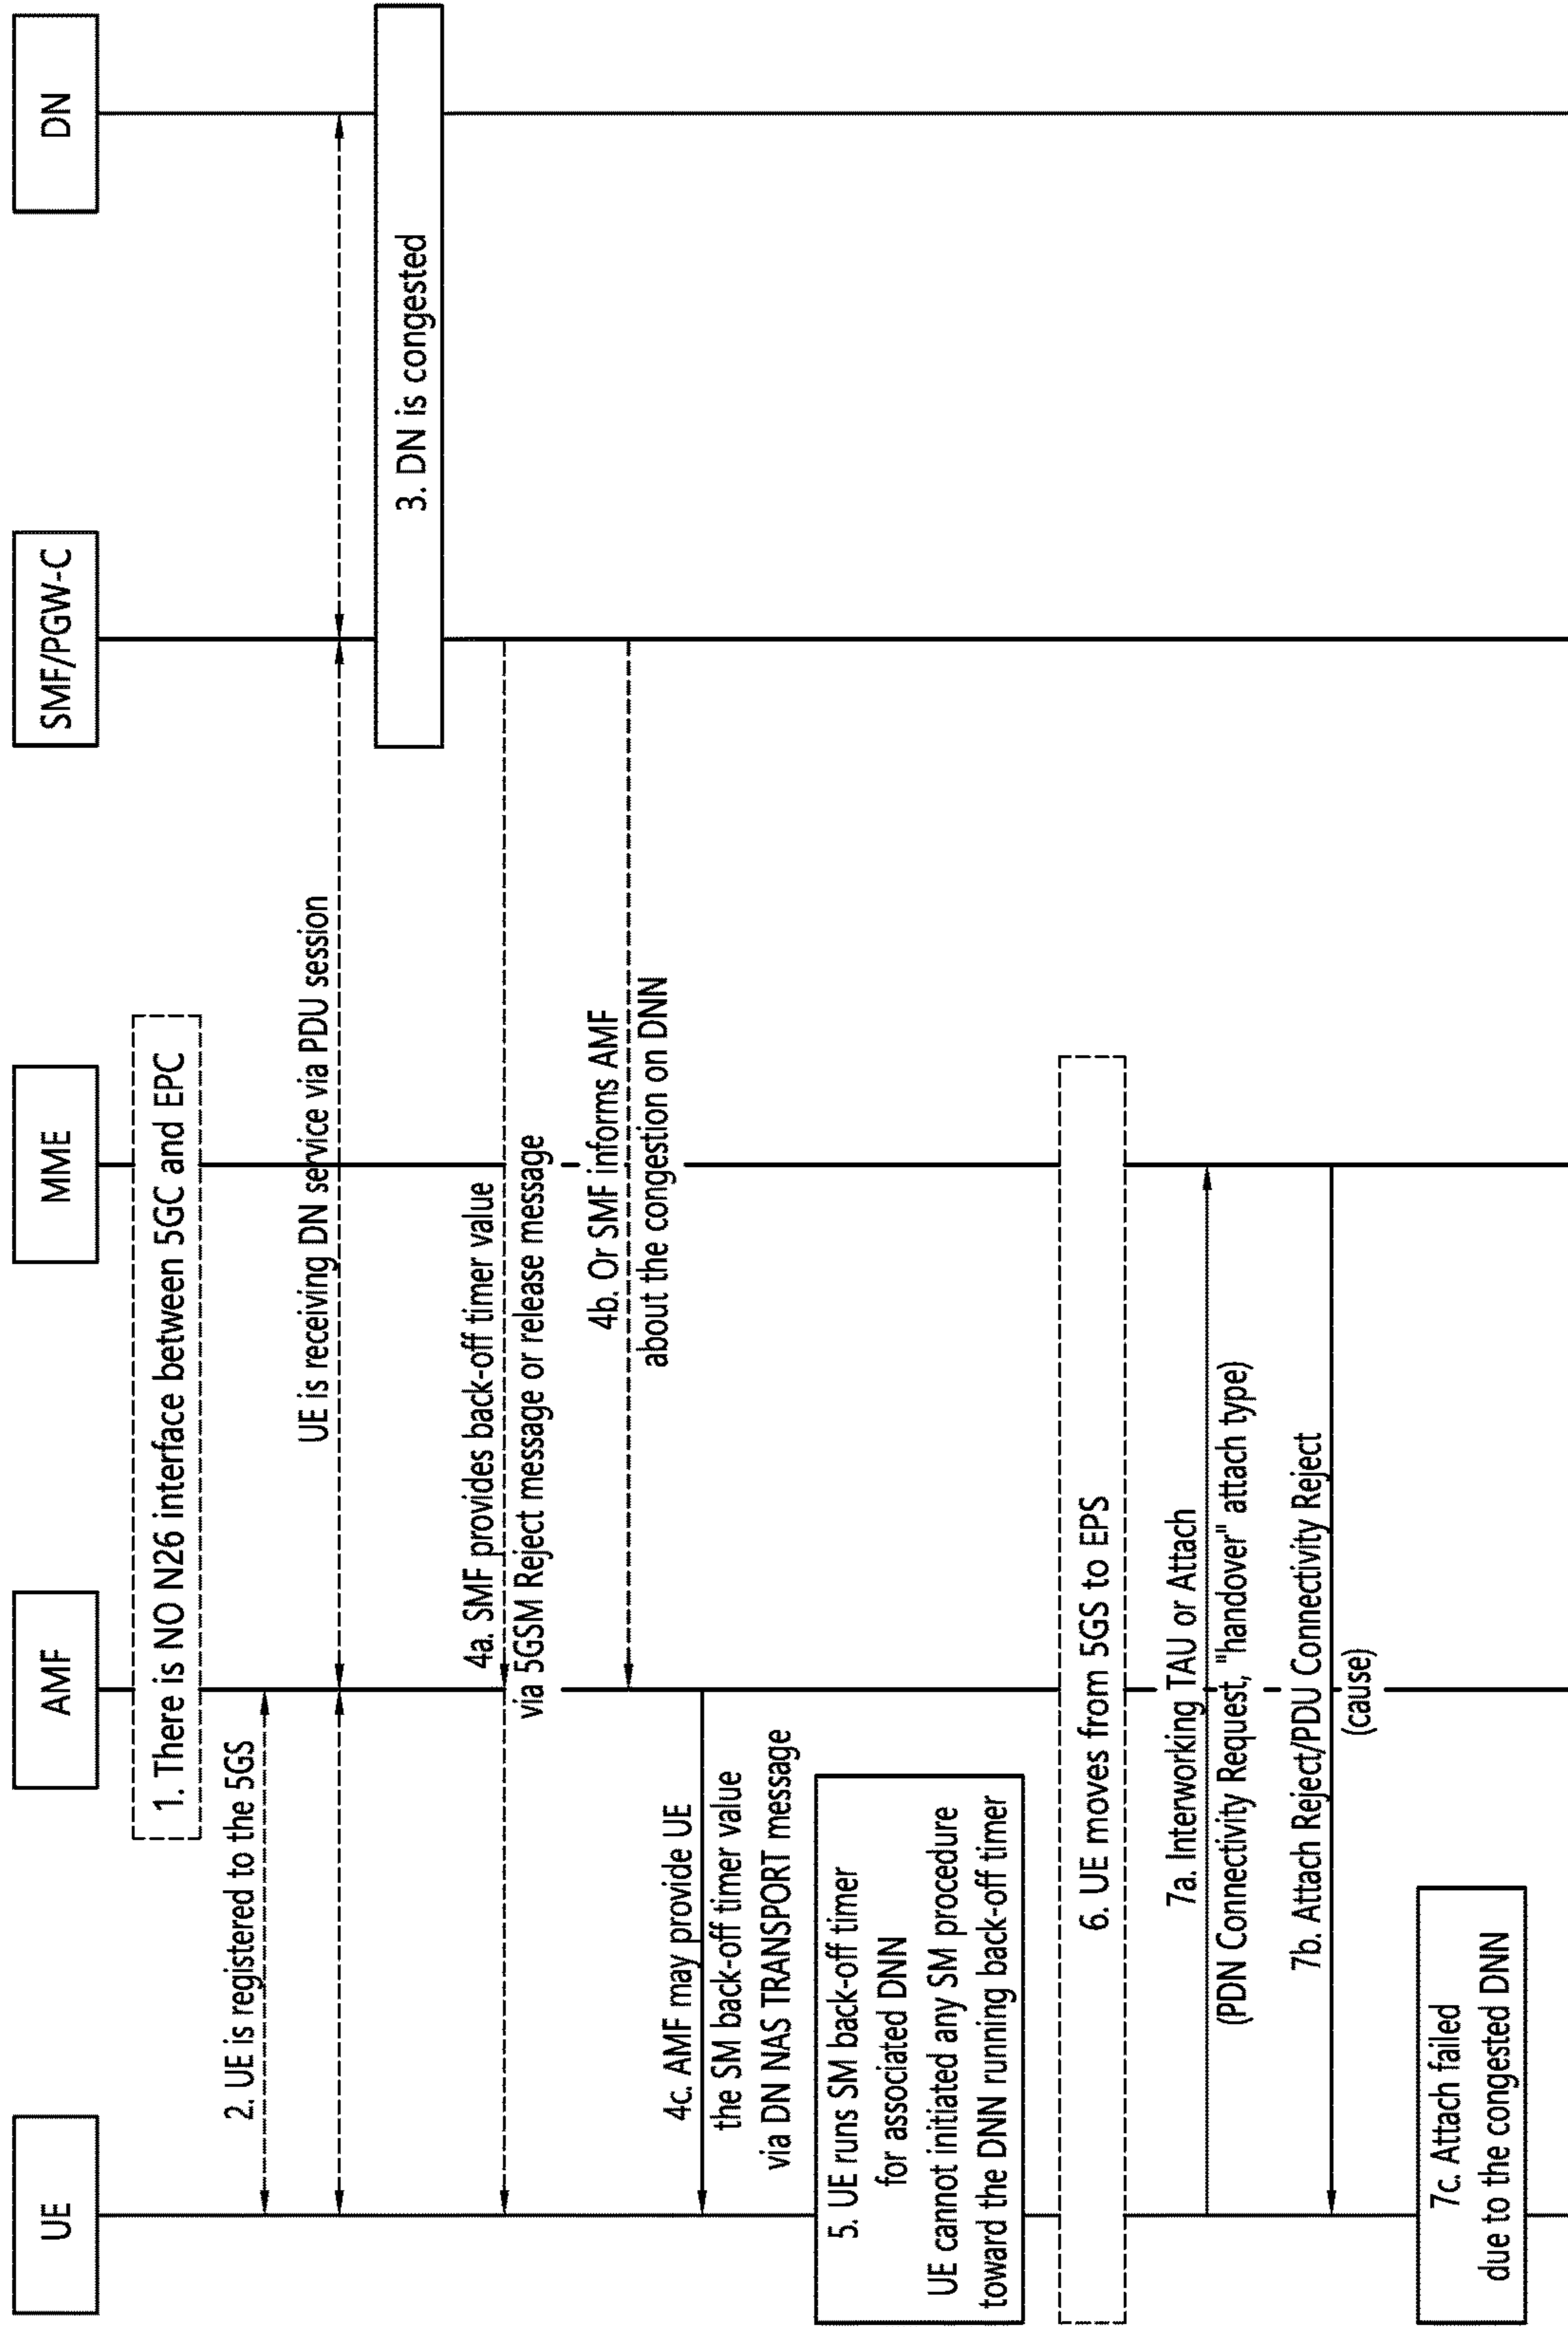 UE
AMF
MME
SMF/PGW-C
DN
1. There is NO N26 interface between 5GC and EPC
2. UE is registered to the 5GS
UE is receiving DN service via PDU session
3. DN is congested
4a. SMF provides back-off timer value
via 5GSM Reject message or release message
4b. Or SMF informs AMF
about the congestion on DNN
4c. AMF may provide UE
the SM back-off timer value
via DN NAS TRANSPORT message
5. UE runs SM back-off timer
for associated DNN
UE cannot initiated any SM procedure
toward the DNN running back-off timer
6. UE moves from 5GS to EPS
7a. Interworking TAU or Attach
(PDN Connectivity Request, "handover" attach type)
7b. Attach Reject/PDU Connectivity Reject
(cause)
7c. Attach failed
due to the congested DNN